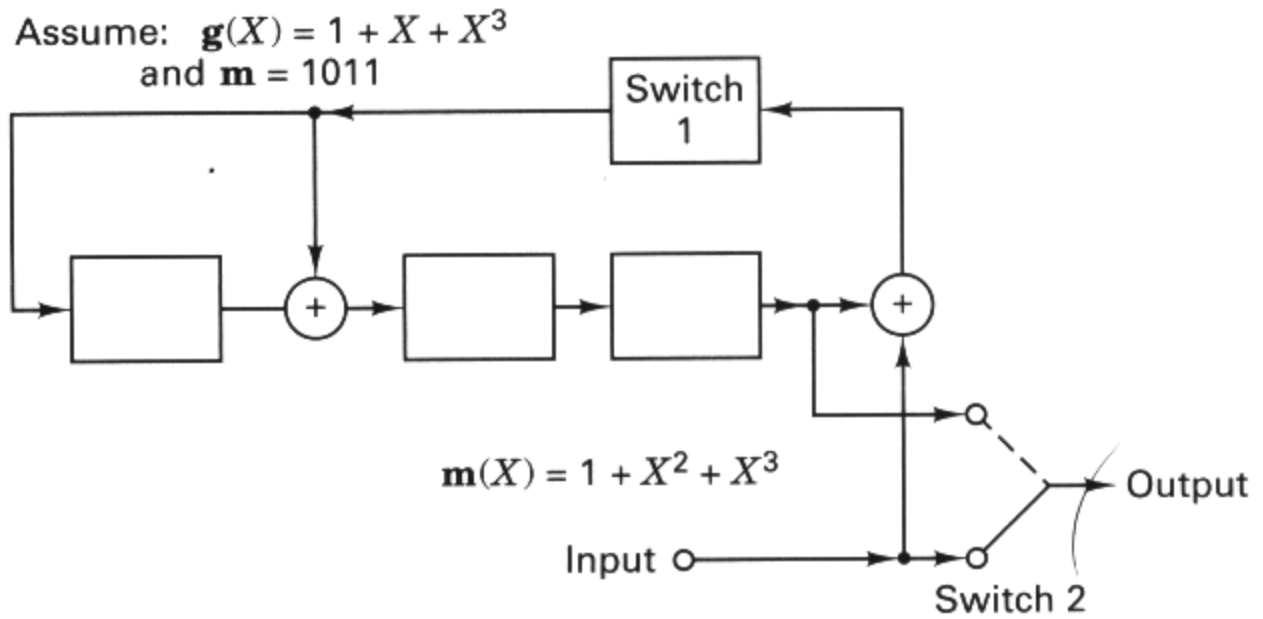 Assume: g(X) = 1 + X + X³
and m = 1011
Switch
1
+
+
m(X) = 1 + X² + X³
Output
Input
Switch 2